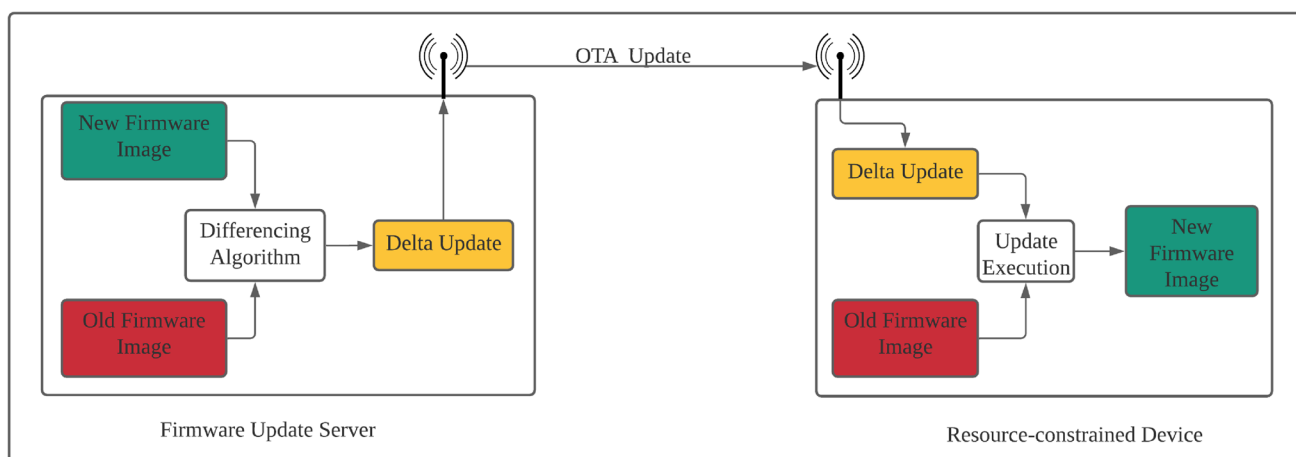 OTA Update
New Firmware
Image
Differencing
Algorithm
Delta Update
Old Firmware
Image
Firmware Update Server
Delta Update
Update
Execution
New
Firmware
Image
Old Firmware
Image
Resource-constrained Device